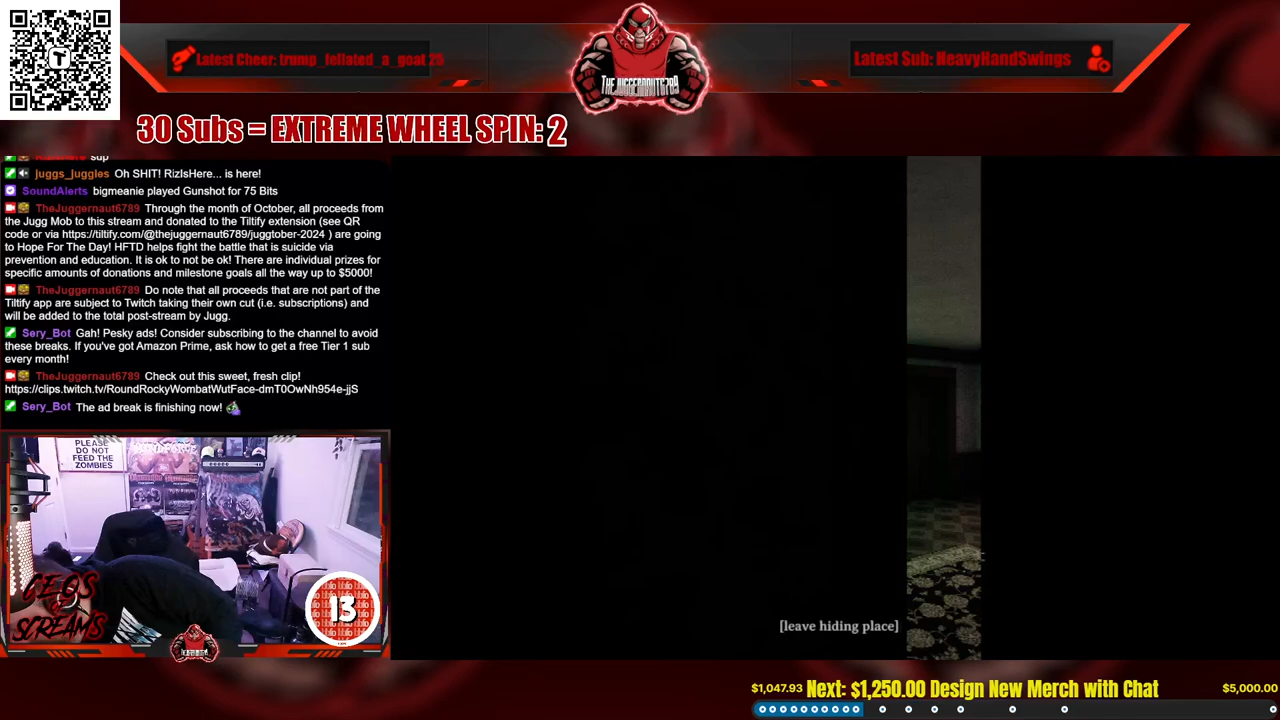 Latest Cheer: trump_fellated_a_goat 25
THEJUGGERNAUT6789
Latest Sub: NeavyHandSwings
30 Subs = EXTREME WHEEL SPIN: 2
sup
juggs_juggles Oh SHIT! RizIsHere... is here!
SoundAlerts bigmeanie played Gunshot for 75 Bits
TheJuggernaut6789 Through the month of October, all proceeds from
the Jugg Mob to this stream and donated to the Tiltify extension (see QR
code or via https://tiltify.com/@thejuggernaut6789/juggtober-2024 ) are going
to Hope For The Day! HFTD helps fight the battle that is suicide via
prevention and education. It is ok to not be ok! There are individual prizes for
specific amounts of donations and milestone goals all the way up to $5000!
TheJuggernaut6789 Do note that all proceeds that are not part of the
Tiltify app are subject to Twitch taking their own cut (i.e. subscriptions) and
will be added to the total post-stream by Jugg.
Sery_Bot Gah! Pesky ads! Consider subscribing to the channel to avoid
these breaks. If you've got Amazon Prime, ask how to get a free Tier 1 sub
every month!
TheJuggernaut6789 Check out this sweet, fresh clip!
https://clips.twitch.tv/RoundRockyWombatWutFace-dmT0OwNh954e-jjS
Sery_Bot The ad break is finishing now!
PLEASE
DO NOT
FEED THE
ZOMBIES
SCREAMS
13
[leave hiding place]
$1,047.93 Next: $1,250.00 Design New Merch with Chat $5,000.00